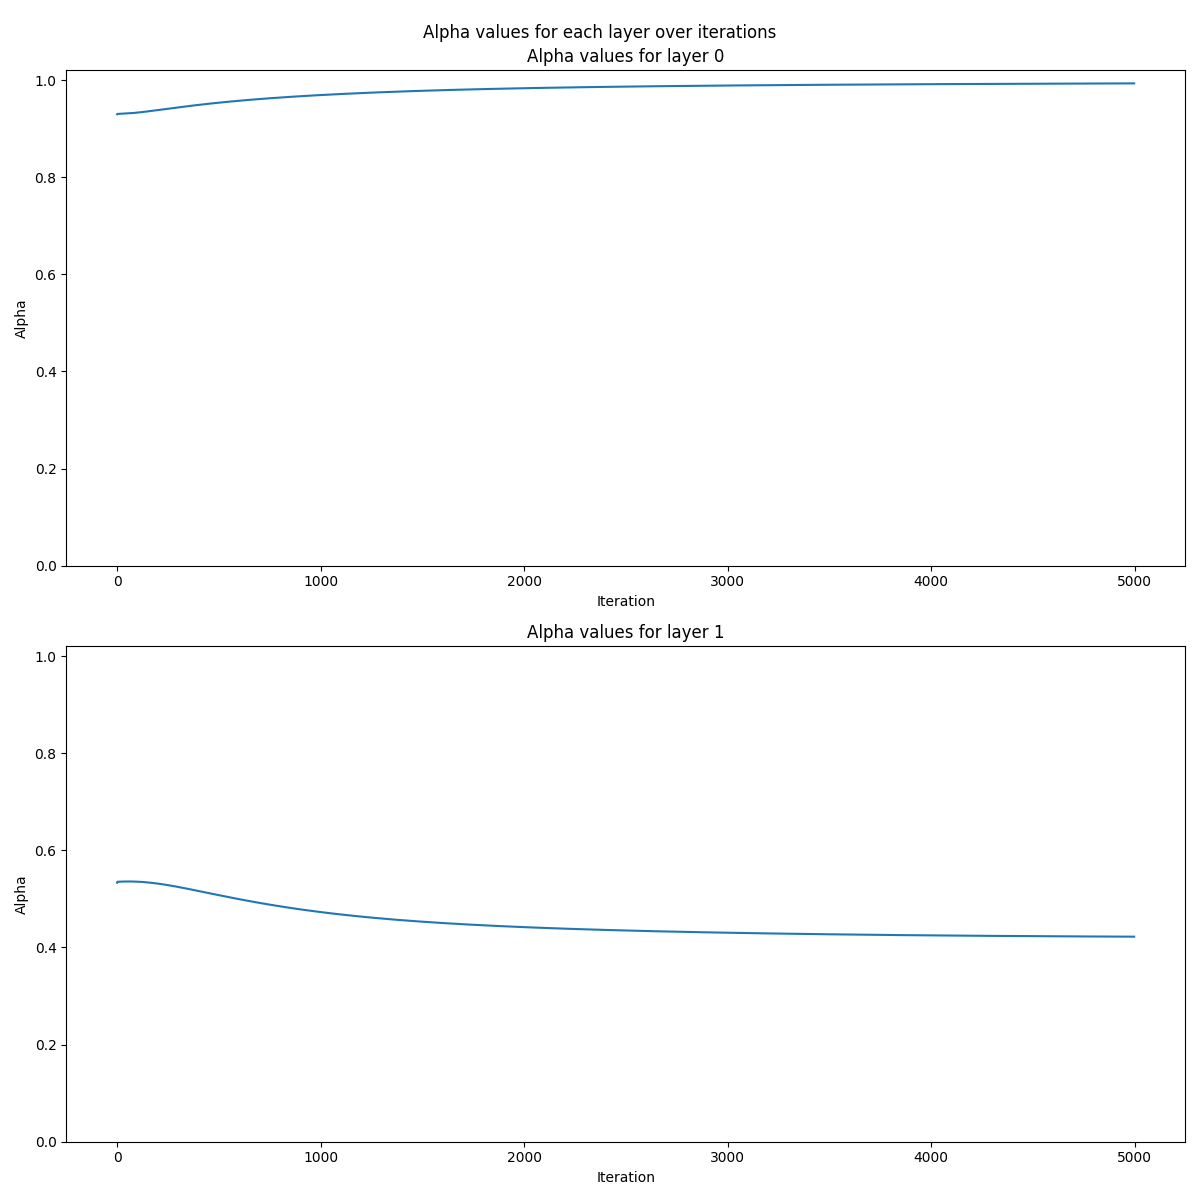 Alpha values for each layer over iterations
Alpha values for layer 0
1.0
0.8
0.6
0.4
0.2
0.0
Alpha
0 1000 2000 3000 4000 5000
Iteration
Alpha values for layer 1
1.0
0.8
0.6
0.4
0.2
0.0
Alpha
0 1000 2000 3000 4000 5000
Iteration